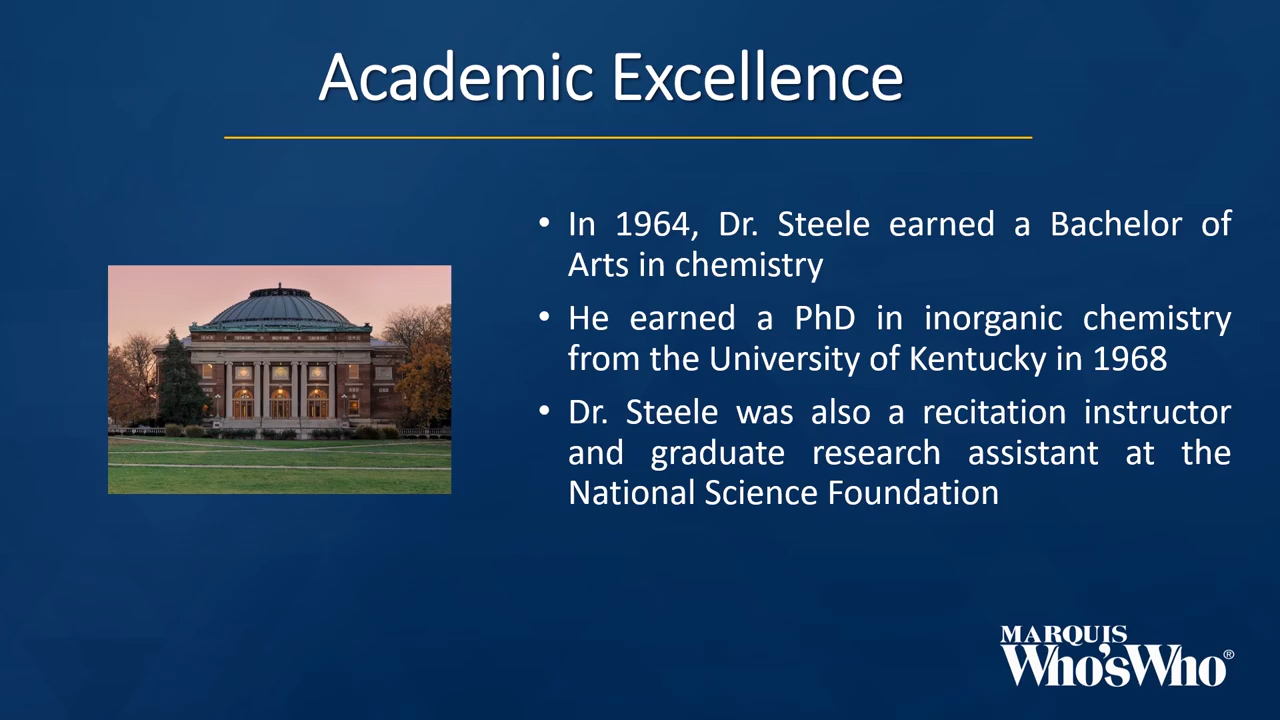 Academic Excellence
• In 1964, Dr. Steele earned a Bachelor of
Arts in chemistry
• He earned a PhD in inorganic chemistry
from the University of Kentucky in 1968
• Dr. Steele was also a recitation instructor
and graduate research assistant at the
National Science Foundation
MARQUIS
Who'sWho®